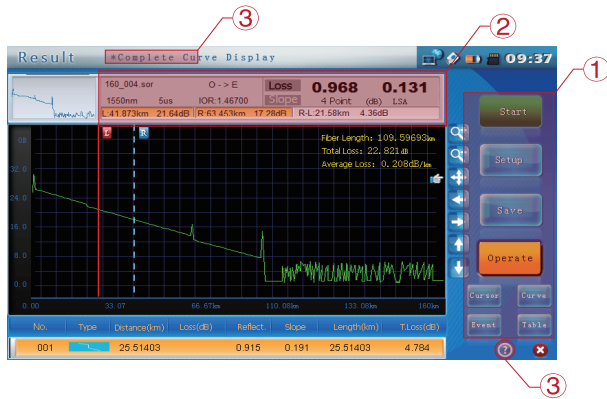 ③
②
Result *Complete Curve Display 09:37
①
160_004.sor O -> E Loss 0.968 0.131
1550nm 5us IOR:1.46700 Slope 4 Point (dB) LSA
L:41.873km 21.64dB R:63.453km 17.28dB R-L:21.58km 4.36dB
Start
L R
Fiber Length: 109.59693km
Total Loss: 22.821dB
Average Loss: 0.208dB/km
dB
32.0
24.0
16.0
8.0
0.0
0.00 33.07 66.67km 110.08km 133.08km 160km
Setup
Save
Operate
Cursor Curve
Event Table
No. Type Distance(km) Loss(dB) Reflect. Slope Length(km) T.Loss(dB)
001 25.51403 0.915 0.191 25.51403 4.784
?
③